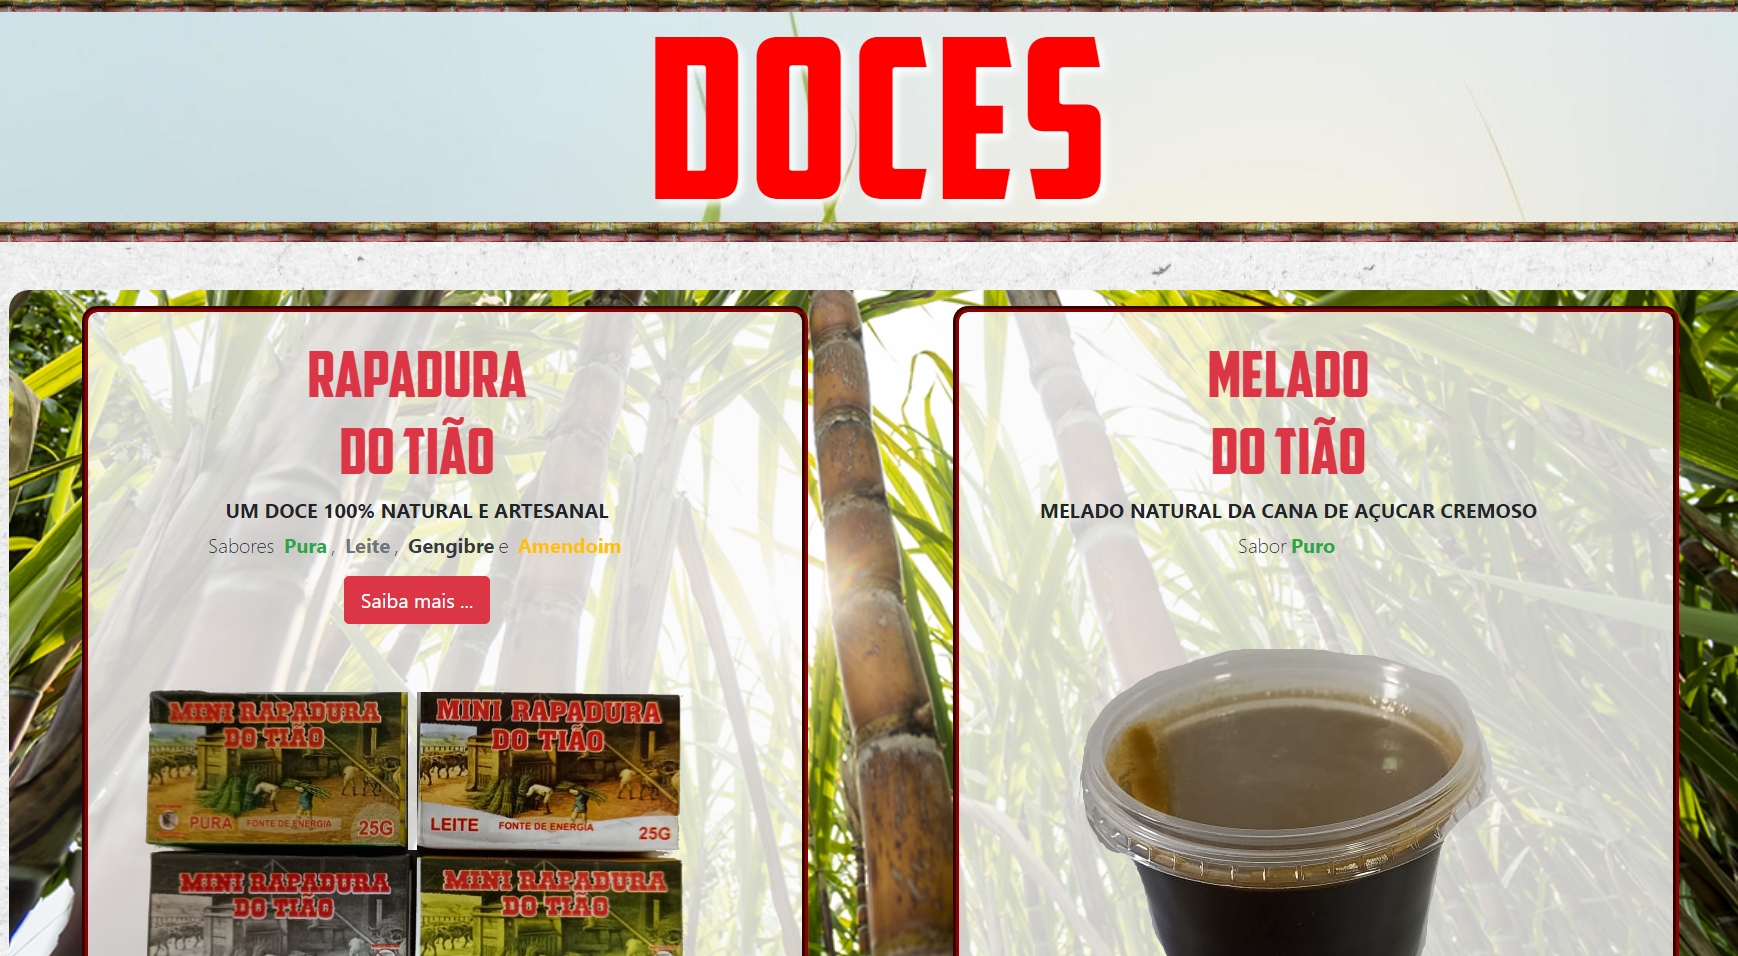 DOCES
RAPADURA
DO TIÃO
UM DOCE 100% NATURAL E ARTESANAL
Sabores Pura , Leite , Gengibre e Amendoim
Saiba mais ...
MINI RAPADURA
DO TIÃO
PURA FONTE DE ENERGIA 25G
MINI RAPADURA
DO TIÃO
LEITE FONTE DE ENERGIA 25G
MINI RAPADURA
DO TIÃO
MINI RAPADURA
DO TIÃO
MELADO
DO TIÃO
MELADO NATURAL DA CANA DE AÇUCAR CREMOSO
Sabor Puro